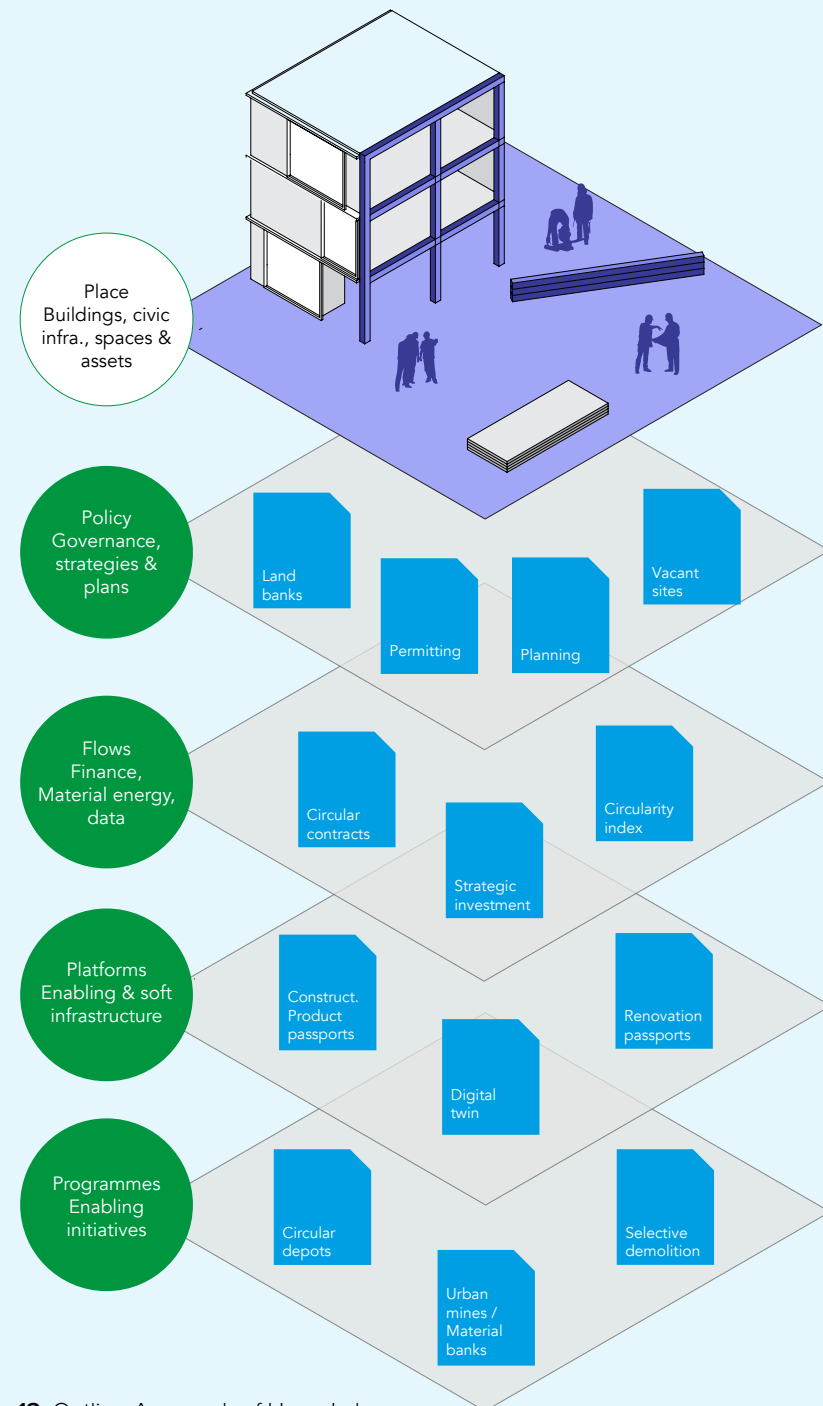 Place
Buildings, civic
infra., spaces &
assets
Policy
Governance,
strategies &
plans
Land
banks
Permitting
Planning
Vacant
sites
Flows
Finance,
Material energy,
data
Circular
contracts
Strategic
investment
Circularity
index
Platforms
Enabling & soft
infrastructure
Construct.
Product
passports
Digital
twin
Renovation
passports
Programmes
Enabling
initiatives
Circular
depots
Urban
mines /
Material
banks
Selective
demolition